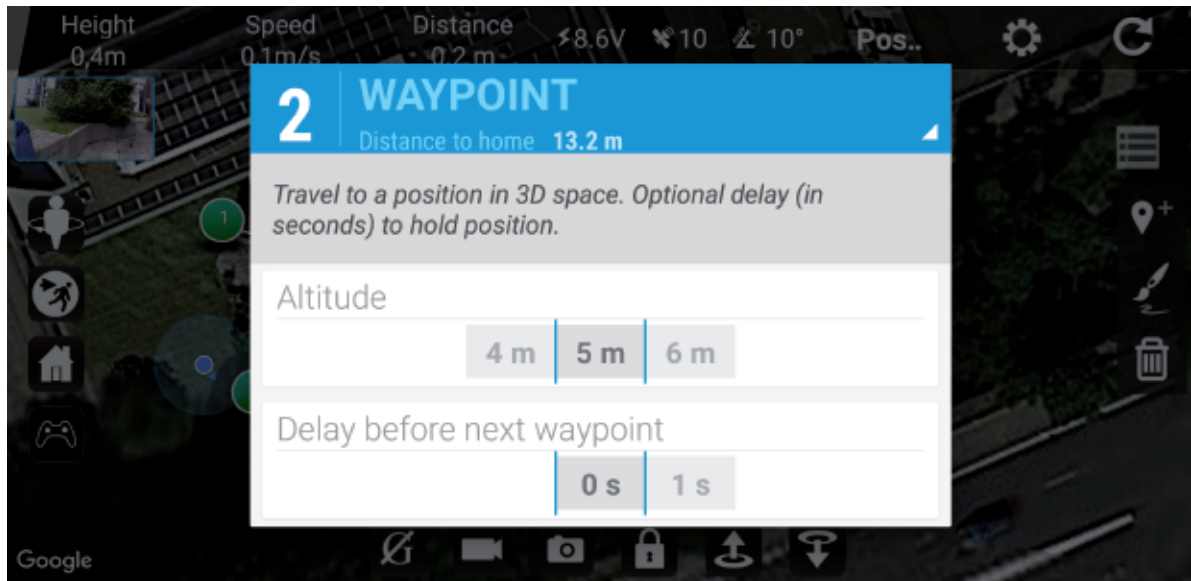 Height Speed Distance 8.6V 10 10° Pos..
0,4m 0.1m/s 0.2 m
2 WAYPOINT
Distance to home 13.2 m
Travel to a position in 3D space. Optional delay (in
seconds) to hold position.
1
Altitude
4 m 5 m 6 m
Delay before next waypoint
0 s 1 s
Google